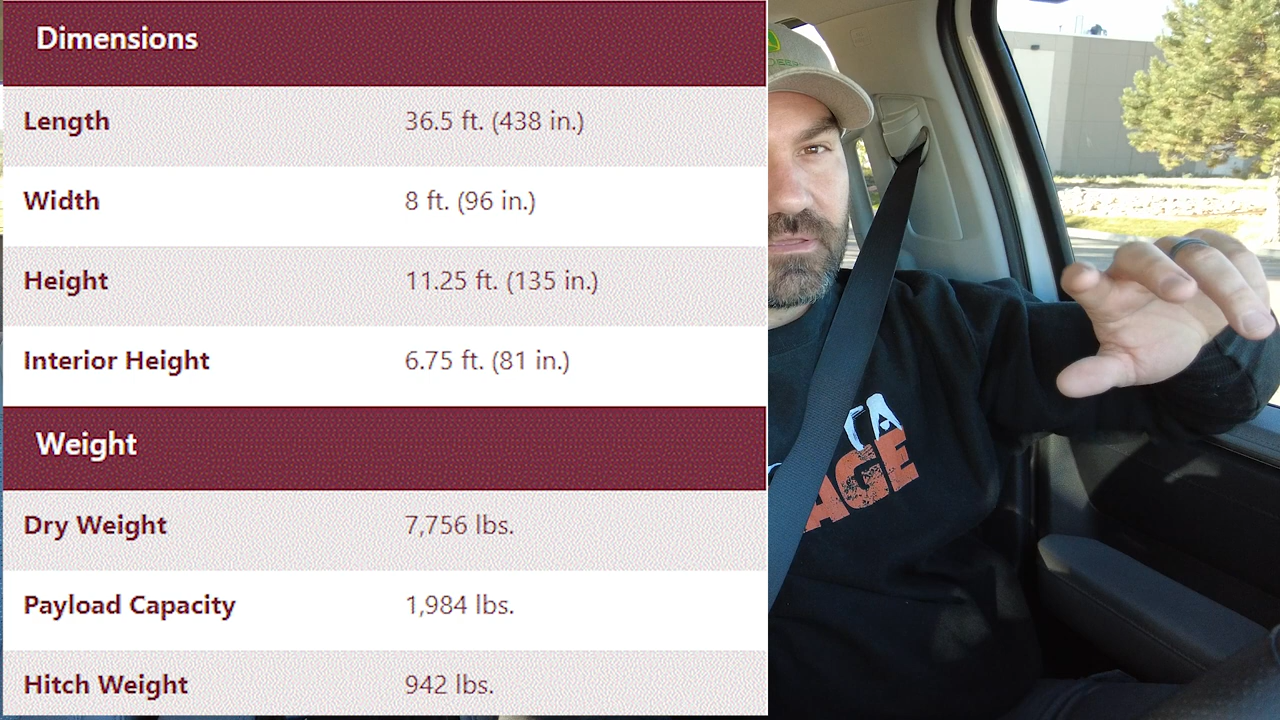 Dimensions
Length 36.5 ft. (438 in.)
Width 8 ft. (96 in.)
Height 11.25 ft. (135 in.)
Interior Height 6.75 ft. (81 in.)
Weight
Dry Weight 7,756 lbs.
Payload Capacity 1,984 lbs.
Hitch Weight 942 lbs.